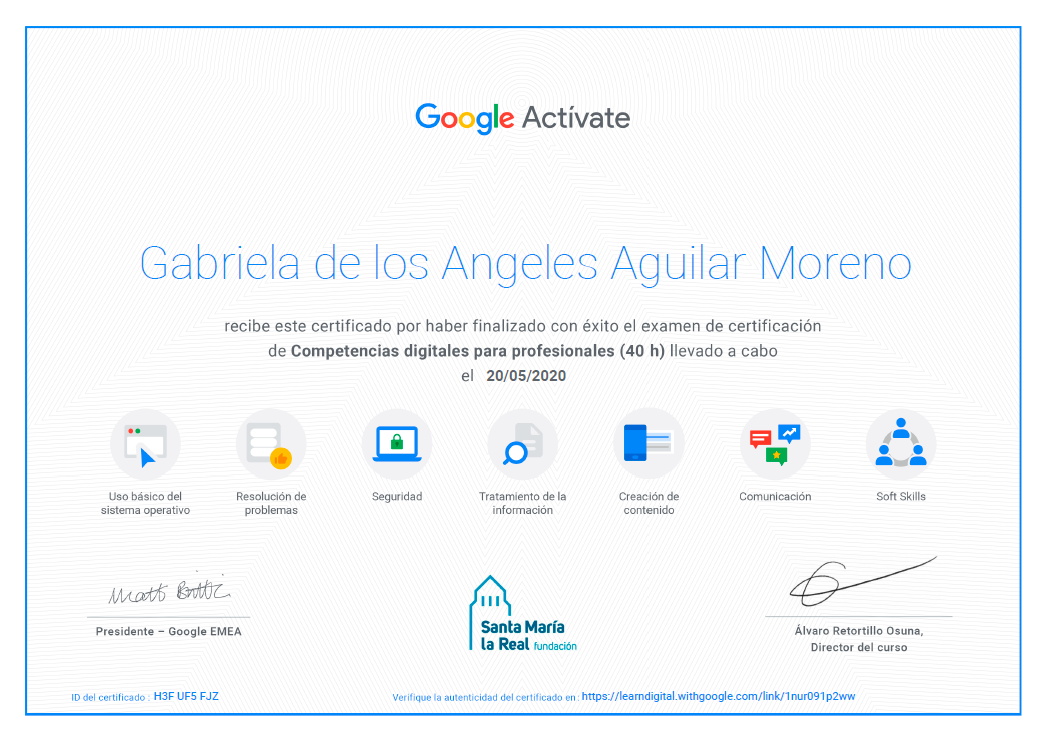 Google Actívate
Gabriela de los Angeles Aguilar Moreno
recibe este certificado por haber finalizado con éxito el examen de certificación
de Competencias digitales para profesionales (40 h) llevado a cabo
el 20/05/2020
Uso básico del
sistema operativo
Resolución de
problemas
Seguridad
Tratamiento de la
información
Creación de
contenido
Comunicación
Soft Skills
Matt Brittin
Presidente – Google EMEA
Santa María
la Real fundación
Álvaro Retortillo Osuna,
Director del curso
ID del certificado : H3F UF5 FJZ
Verifique la autenticidad del certificado en : https://learndigital.withgoogle.com/link/1nur091p2ww